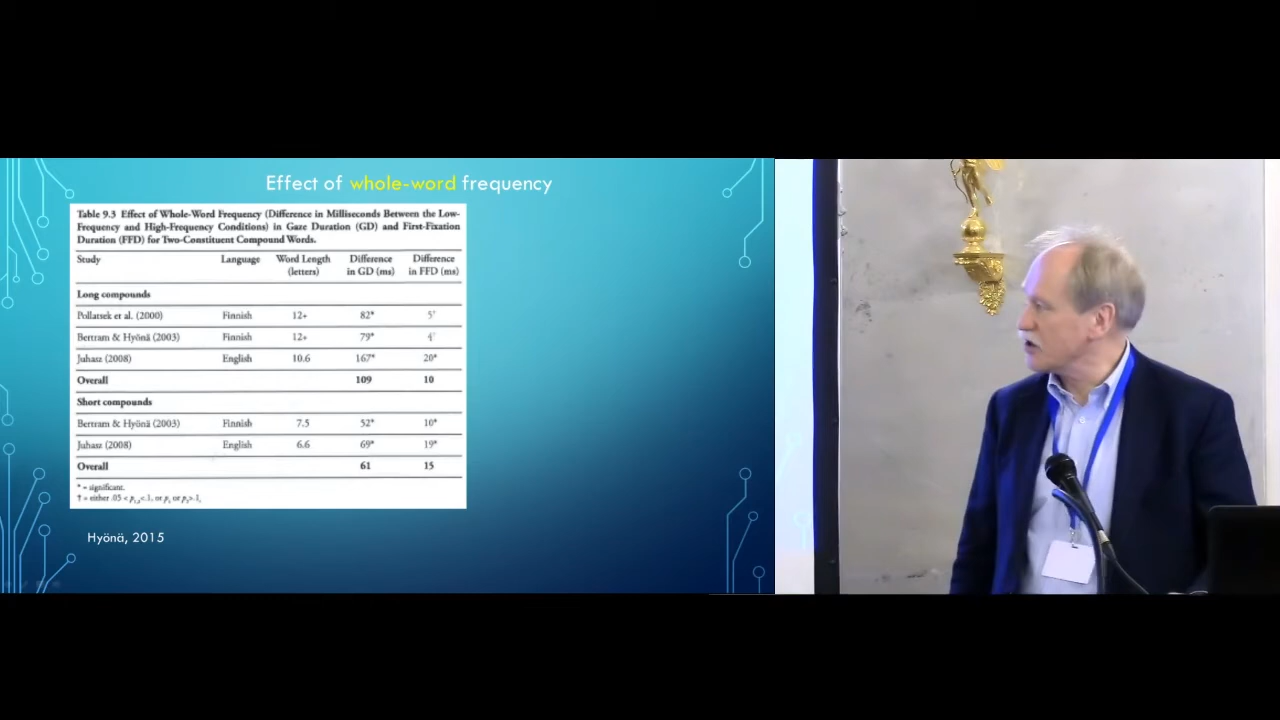 Effect of whole-word frequency
Table 9.3 Effect of Whole-Word Frequency (Difference in Milliseconds Between the Low-
Frequency and High-Frequency Conditions) in Gaze Duration (GD) and First-Fixation
Duration (FFD) for Two-Constituent Compound Words.
Study Language Word Length Difference Difference
(letters) in GD (ms) in FFD (ms)
Long compounds
Pollatsek et al. (2000) Finnish 12+ 82* 5†
Bertram & Hyönä (2003) Finnish 12+ 79* 4†
Juhasz (2008) English 10.6 167* 20*
Overall 109 10
Short compounds
Bertram & Hyönä (2003) Finnish 7.5 52* 10*
Juhasz (2008) English 6.6 69* 19*
Overall 61 15
* = significant.
† = either .05 < p
Hyönä, 2015